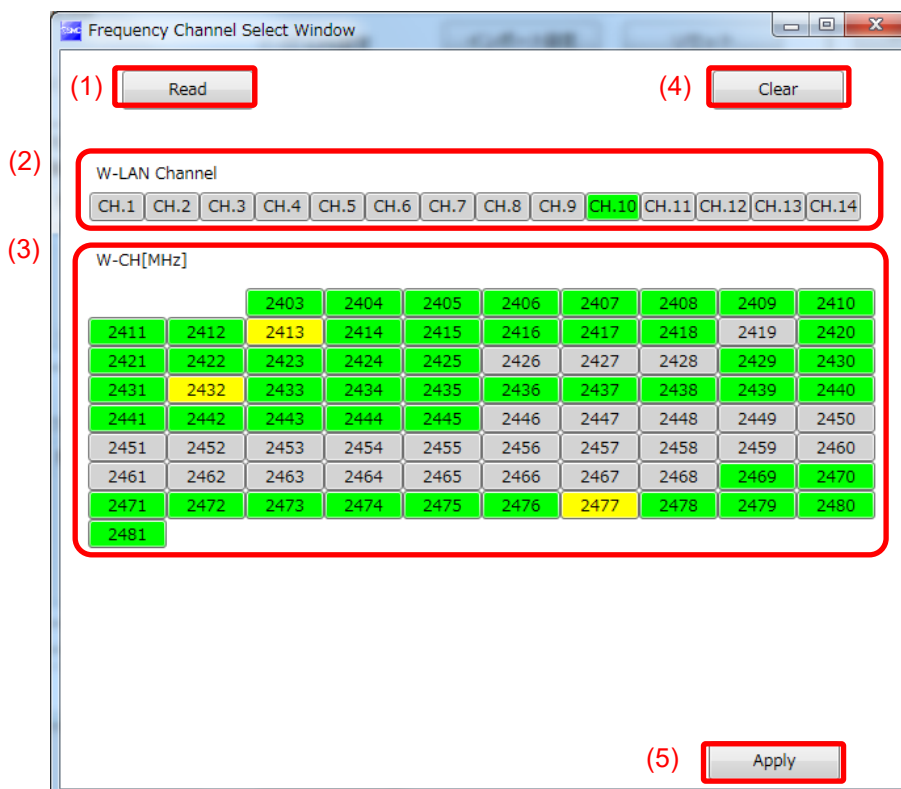 Frequency Channel Select Window
(1) Read (4) Clear
(2)
W-LAN Channel
CH.1 CH.2 CH.3 CH.4 CH.5 CH.6 CH.7 CH.8 CH.9 CH.10 CH.11 CH.12 CH.13 CH.14
(3)
W-CH[MHz]
2403 2404 2405 2406 2407 2408 2409 2410
2411 2412 2413 2414 2415 2416 2417 2418 2419 2420
2421 2422 2423 2424 2425 2426 2427 2428 2429 2430
2431 2432 2433 2434 2435 2436 2437 2438 2439 2440
2441 2442 2443 2444 2445 2446 2447 2448 2449 2450
2451 2452 2453 2454 2455 2456 2457 2458 2459 2460
2461 2462 2463 2464 2465 2466 2467 2468 2469 2470
2471 2472 2473 2474 2475 2476 2477 2478 2479 2480
2481
(5) Apply